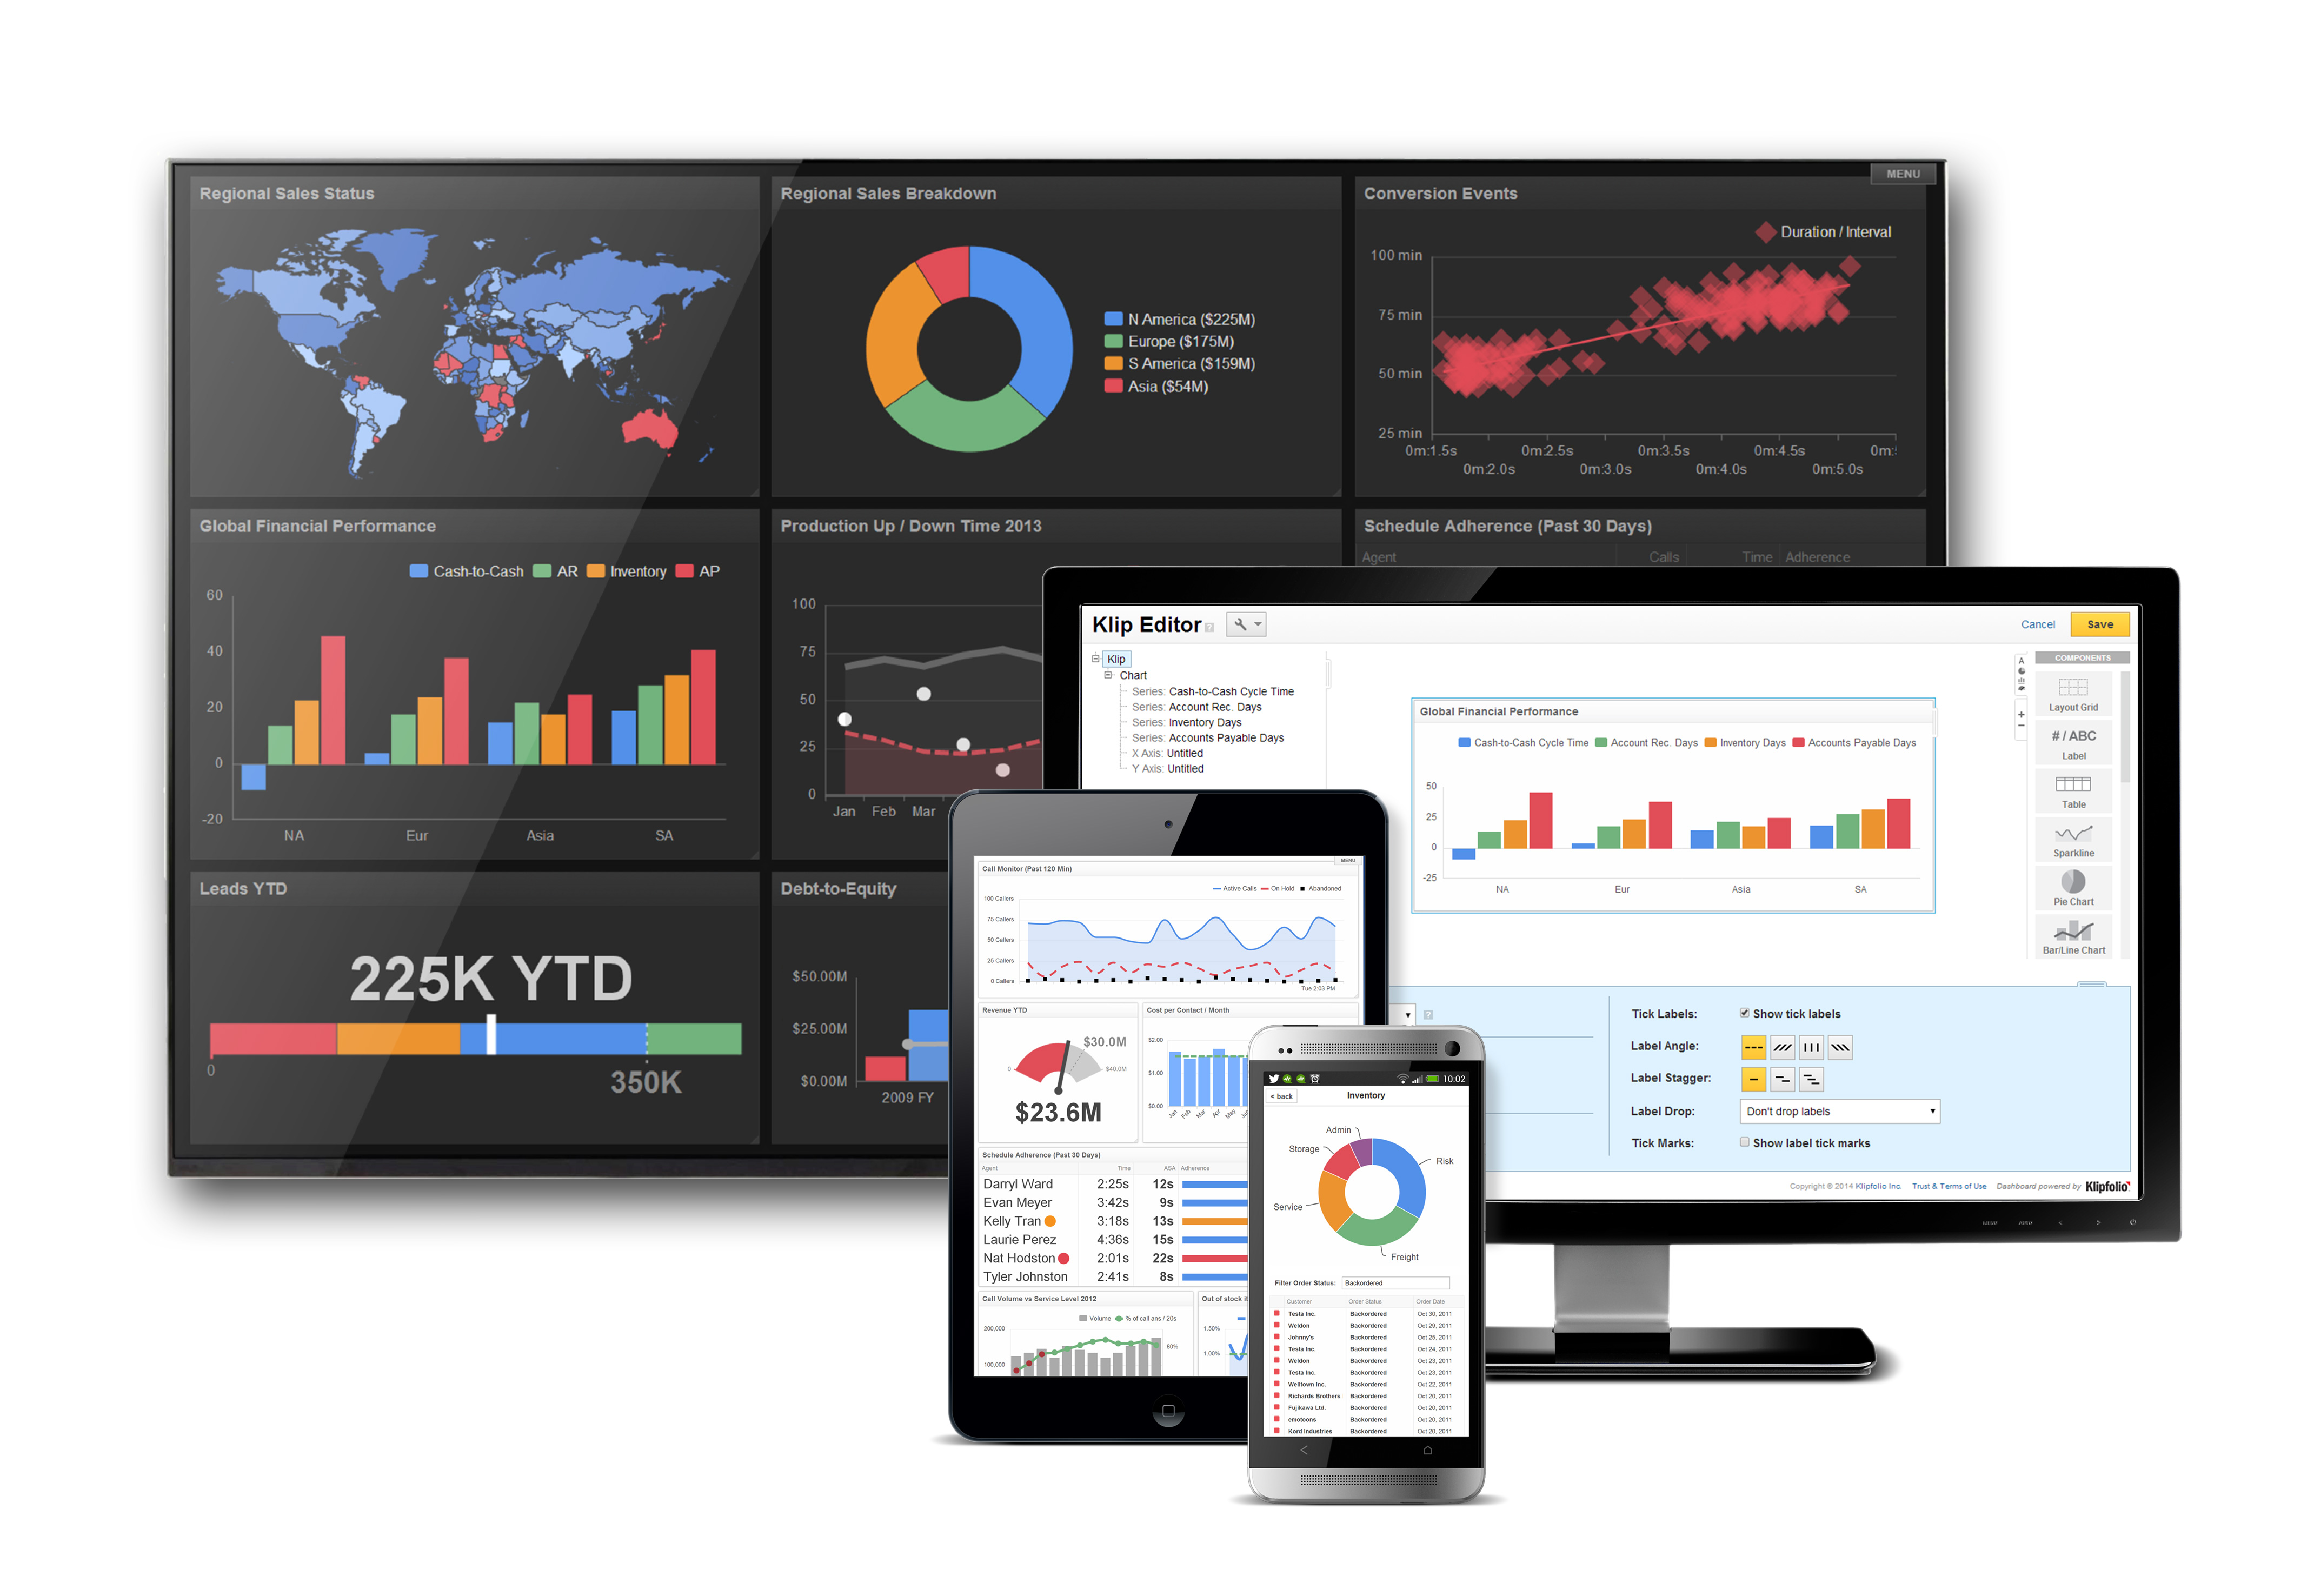 MENU
Regional Sales Status
Regional Sales Breakdown
N America ($225M)
Europe ($175M)
S America ($159M)
Asia ($54M)
Conversion Events
Duration / Interval
100 min
75 min
50 min
25 min
0m:1.5s 0m:2.5s 0m:3.5s 0m:4.5s 0m:
0m:2.0s 0m:3.0s 0m:4.0s 0m:5.0s
Global Financial Performance
Cash-to-Cash AR Inventory AP
60
40
20
0
-20
NA Eur Asia SA
Production Up / Down Time 2013
100
75
50
25
0
Jan Feb Mar
Schedule Adherence (Past 30 Days)
Agent Calls Time Adherence
Leads YTD
225K YTD
0
350K
Debt-to-Equity
$50.00M
$25.00M
$0.00M
2009 FY
Klip Editor ?
Cancel Save
Klip
Chart
Series: Cash-to-Cash Cycle Time
Series: Account Rec. Days
Series: Inventory Days
Series: Accounts Payable Days
X Axis: Untitled
Y Axis: Untitled
Global Financial Performance
Cash-to-Cash Cycle Time Account Rec. Days Inventory Days Accounts Payable Days
50
25
0
-25
NA Eur Asia SA
A
COMPONENTS
Layout Grid
# / ABC
Label
Table
Sparkline
Pie Chart
Bar/Line Chart
?
Tick Labels: Show tick labels
Label Angle:
Label Stagger:
Label Drop: Don't drop labels
Tick Marks: Show label tick marks
Copyright © 2014 Klipfolio Inc. Trust & Terms of Use Dashboard powered by Klipfolio
MENU
Call Monitor (Past 120 Min)
Active Calls On Hold Abandoned
100 Callers
75 Callers
50 Callers
25 Callers
0 Callers
Tue 2:03 PM
Revenue YTD
$30.0M
0 $40.0M
$23.6M
Cost per Contact / Month
$2.00
$1.00
$0.00
Jan Feb Mar Apr May
Schedule Adherence (Past 30 Days)
Agent Time ASA Adherence
Darryl Ward 2:25s 12s
Evan Meyer 3:42s 9s
Kelly Tran 3:18s 13s
Laurie Perez 4:36s 15s
Nat Hodston 2:01s 22s
Tyler Johnston 2:41s 8s
Call Volume vs Service Level 2012
Volume % of call ans / 20s
200,000
100,000
80%
Out of stock
1.50%
1.00%
10:02
< back Inventory
Admin
Storage
Risk
Service
Freight
Filter Order Status: Backordered
Customer Order Status Order Date
Testa Inc. Backordered Oct 30, 2011
Weldon Backordered Oct 29, 2011
Johnny's Backordered Oct 25, 2011
Testa Inc. Backordered Oct 24, 2011
Weldon Backordered Oct 23, 2011
Testa Inc. Backordered Oct 23, 2011
Welltown Inc. Backordered Oct 22, 2011
Richards Brothers Backordered Oct 20, 2011
Fujikawa Ltd. Backordered Oct 20, 2011
emotoons Backordered Oct 20, 2011
Kord Industries Backordered Oct 20, 2011